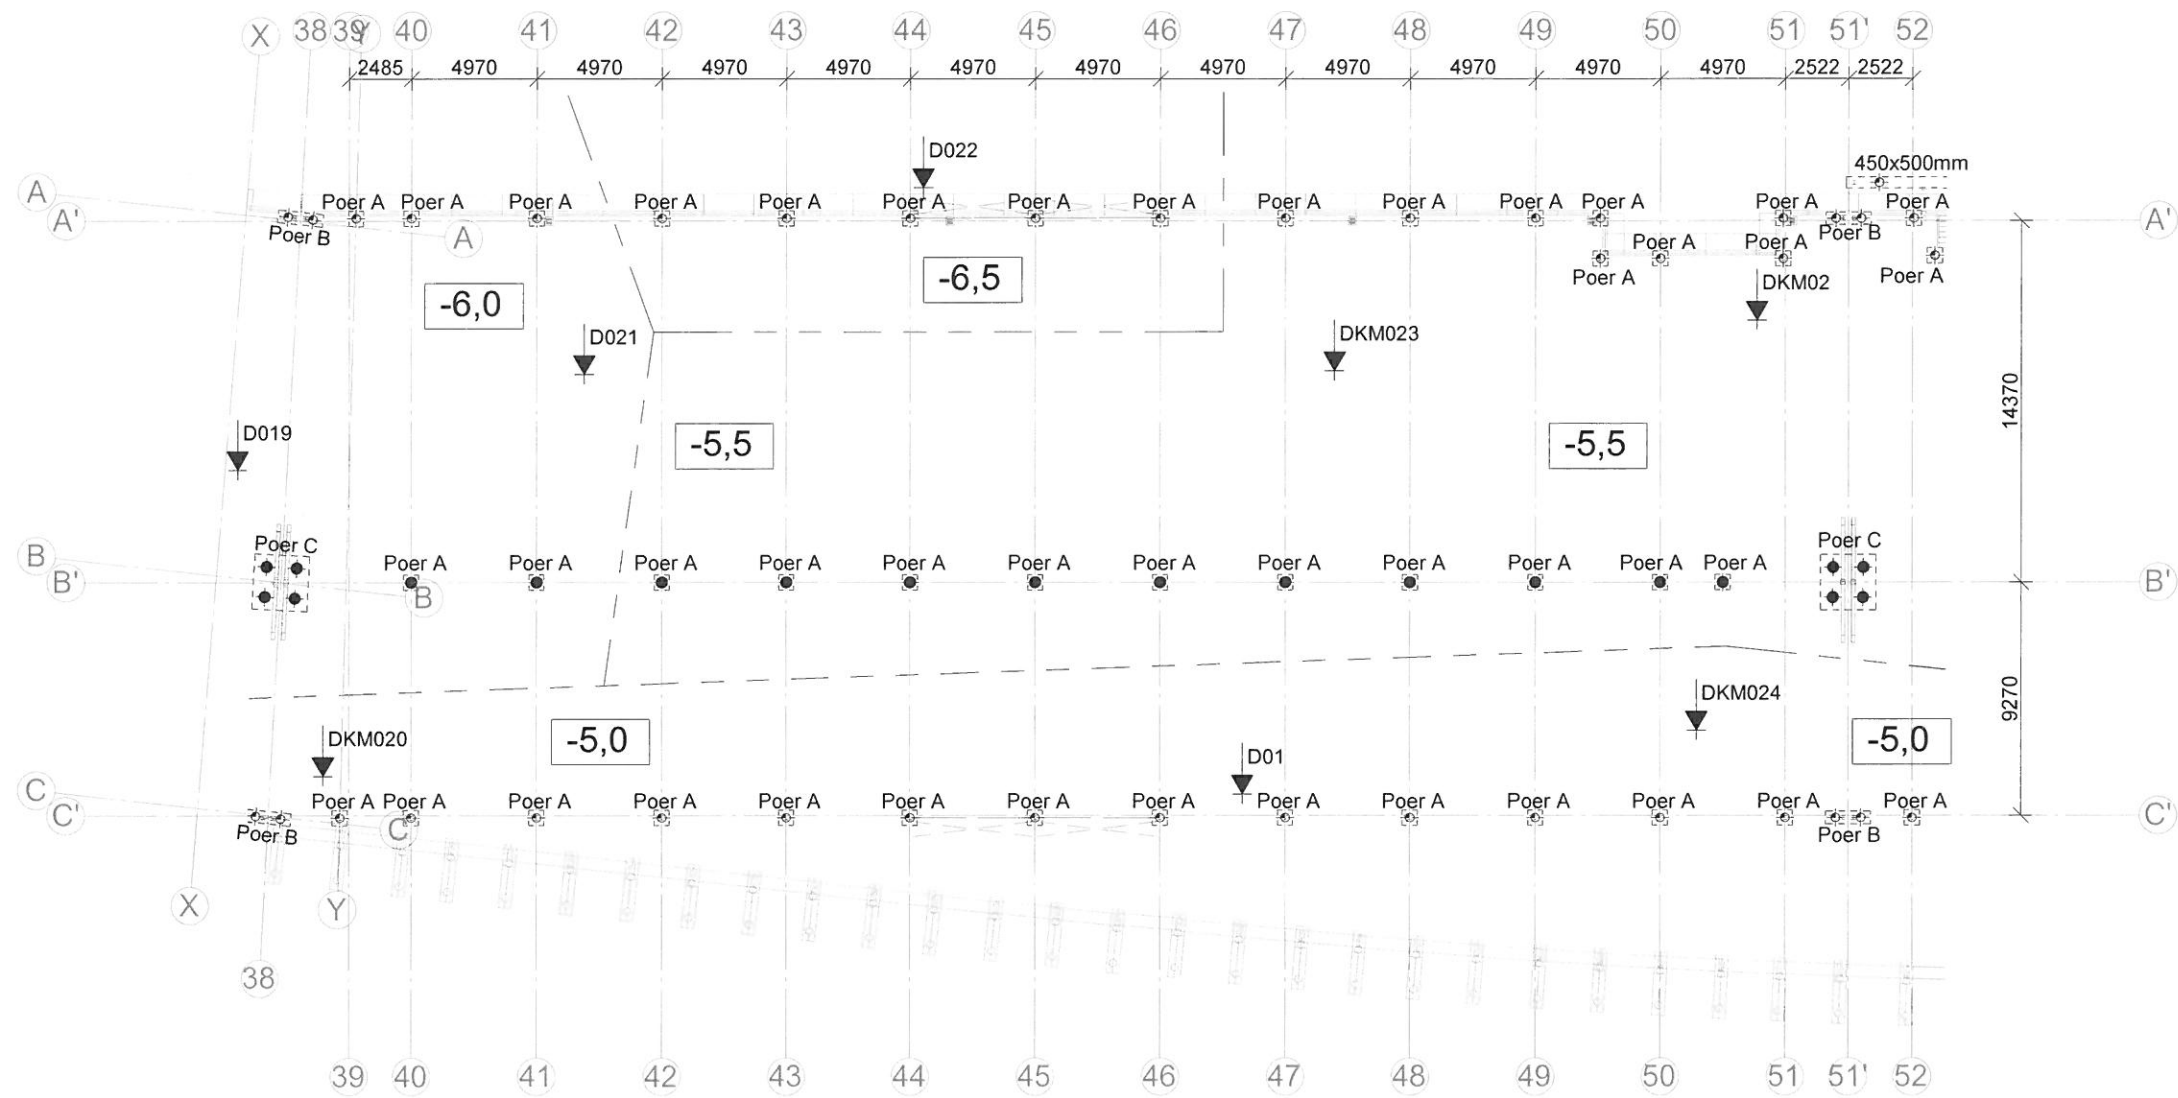 X 38 39 Y 40 41 42 43 44 45 46 47 48 49 50 51 51' 52
2485 4970 4970 4970 4970 4970 4970 4970 4970 4970 4970 4970 2522 2522
D022
450x500mm
A
Poer A Poer A Poer A Poer A Poer A Poer A Poer A Poer A Poer A Poer A Poer A Poer A Poer A Poer A
A' A'
Poer B A Poer B
Poer A Poer A
Poer A Poer A
-6,5
DKM02
-6,0
D021 DKM023
14370
D019
-5,5 -5,5
Poer C Poer C
B
Poer A Poer A Poer A Poer A Poer A Poer A Poer A Poer A Poer A Poer A Poer A Poer A
B' B'
B
DKM024
9270
-5,0 -5,0
DKM020
D01
C
Poer A Poer A Poer A Poer A Poer A Poer A Poer A Poer A Poer A Poer A Poer A Poer A Poer A Poer A
C' C'
Poer B C Poer B
X Y
38
39 40 41 42 43 44 45 46 47 48 49 50 51 51' 52